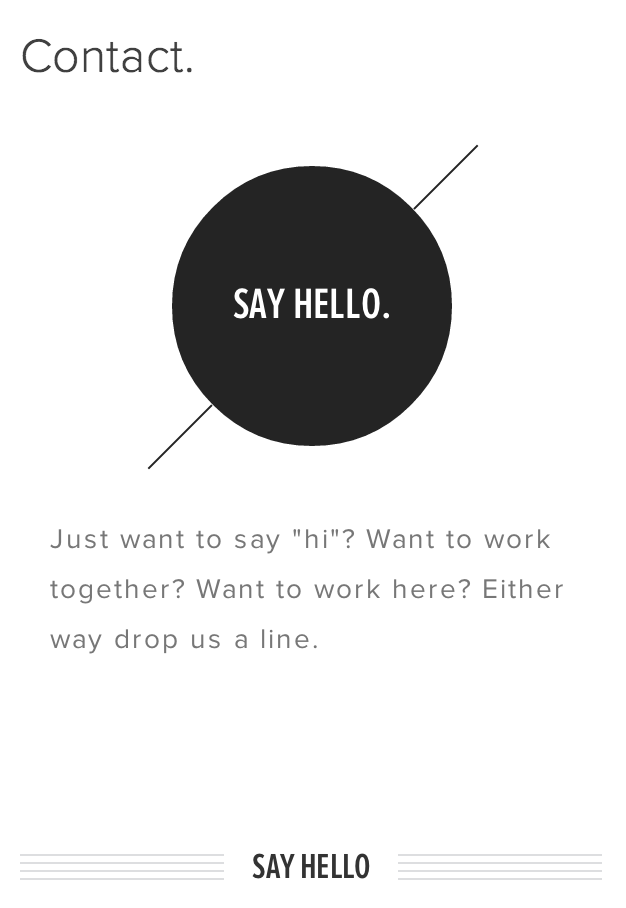 Contact.
SAY HELLO.
Just want to say "hi"? Want to work
together? Want to work here? Either
way drop us a line.
SAY HELLO